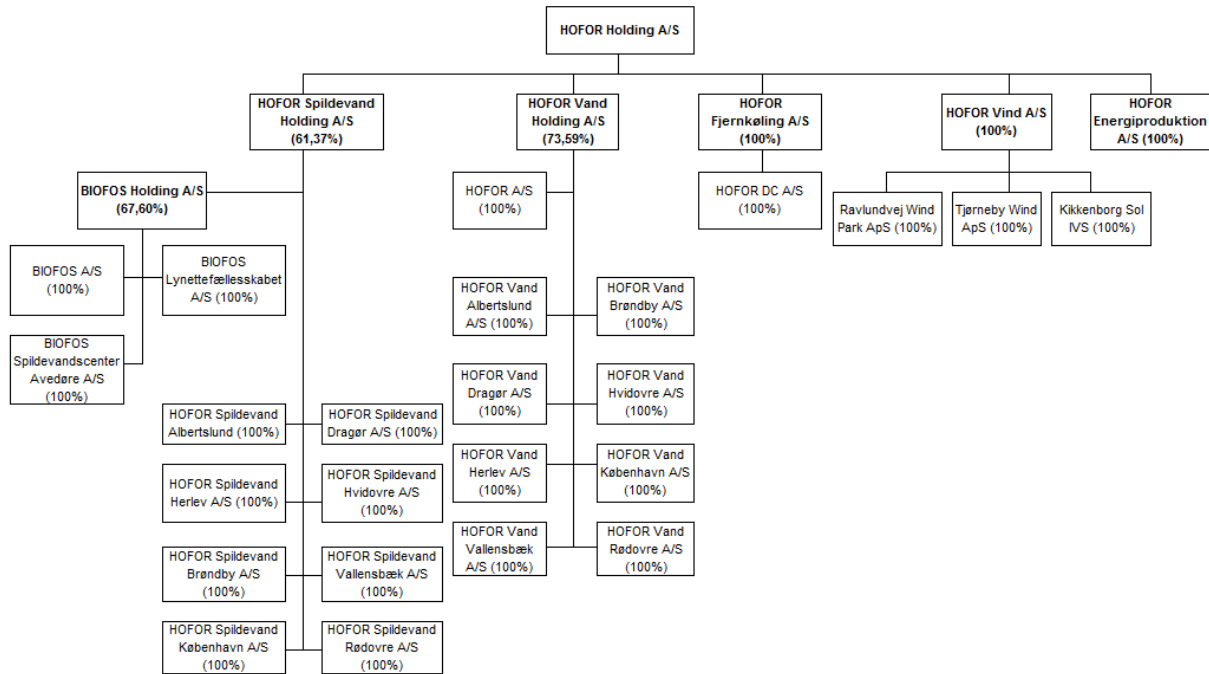 HOFOR Holding A/S
HOFOR Spildevand
Holding A/S
(61,37%)
HOFOR Vand
Holding A/S
(73,59%)
HOFOR
Fjernkøling A/S
(100%)
HOFOR Vind A/S
(100%)
HOFOR
Energiproduktion
A/S (100%)
BIOFOS Holding A/S
(67,60%)
HOFOR A/S
(100%)
HOFOR DC A/S
(100%)
Ravlundvej Wind
Park ApS (100%)
Tjørneby Wind
ApS (100%)
Kikkenborg Sol
IVS (100%)
BIOFOS A/S
(100%)
BIOFOS
Lynettefællesskabet
A/S (100%)
BIOFOS
Spildevandscenter
Avedøre A/S
(100%)
HOFOR Vand
Albertslund
A/S (100%)
HOFOR Vand
Brøndby A/S
(100%)
HOFOR Vand
Dragør A/S
(100%)
HOFOR Vand
Hvidovre A/S
(100%)
HOFOR Spildevand
Albertslund (100%)
HOFOR Spildevand
Dragør A/S (100%)
HOFOR Vand
Herlev A/S
(100%)
HOFOR Vand
København A/S
(100%)
HOFOR Spildevand
Herlev A/S (100%)
HOFOR Spildevand
Hvidovre A/S
(100%)
HOFOR Vand
Vallensbæk
A/S (100%)
HOFOR Vand
Rødovre A/S
(100%)
HOFOR Spildevand
Brøndby A/S
(100%)
HOFOR Spildevand
Vallensbæk A/S
(100%)
HOFOR Spildevand
København A/S
(100%)
HOFOR Spildevand
Rødovre A/S
(100%)